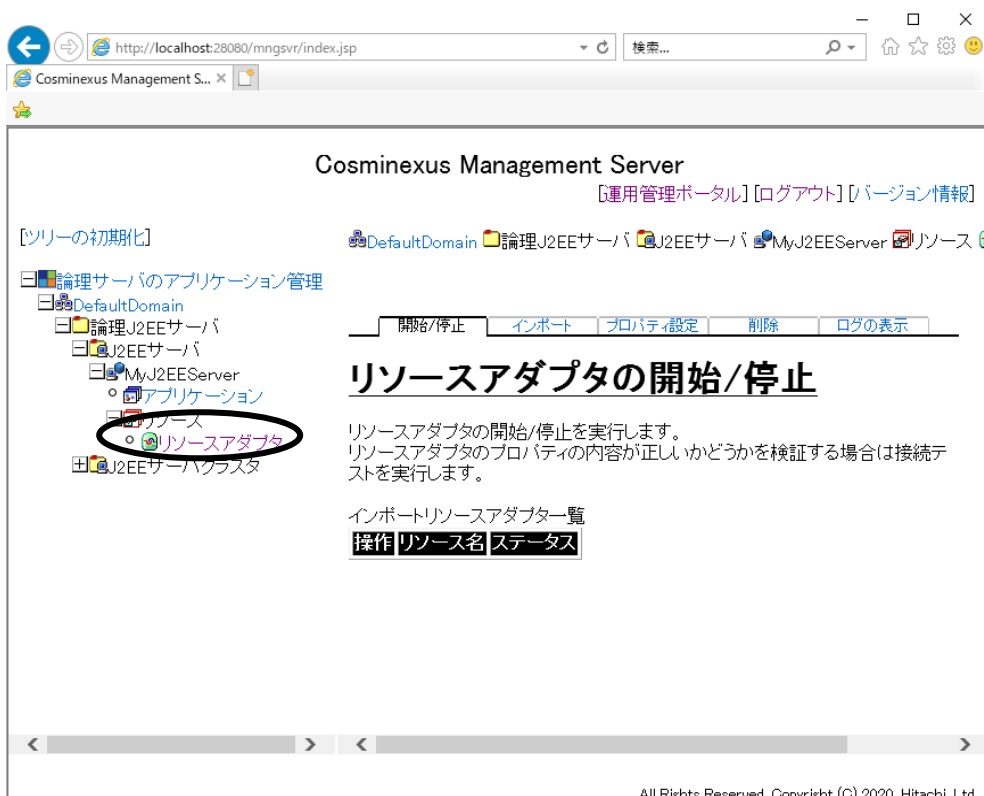 http://localhost:28080/mngsvr/index.jsp
検索...
Cosminexus Management S...
Cosminexus Management Server
[運用管理ポータル] [ログアウト] [バージョン情報]
[ツリーの初期化]
論理サーバのアプリケーション管理
DefaultDomain
論理J2EEサーバ
J2EEサーバ
MyJ2EEServer
アプリケーション
リソース
リソースアダプタ
J2EEサーバクラスタ
DefaultDomain 論理J2EEサーバ J2EEサーバ MyJ2EEServer リソース
開始/停止 インポート プロパティ設定 削除 ログの表示
リソースアダプタの開始/停止
リソースアダプタの開始/停止を実行します。
リソースアダプタのプロパティの内容が正しいかどうかを検証する場合は接続テ
ストを実行します。
インポートリソースアダプター覧
操作 リソース名 ステータス
All Rights Reserved. Copyright (C) 2020, Hitachi, Ltd.